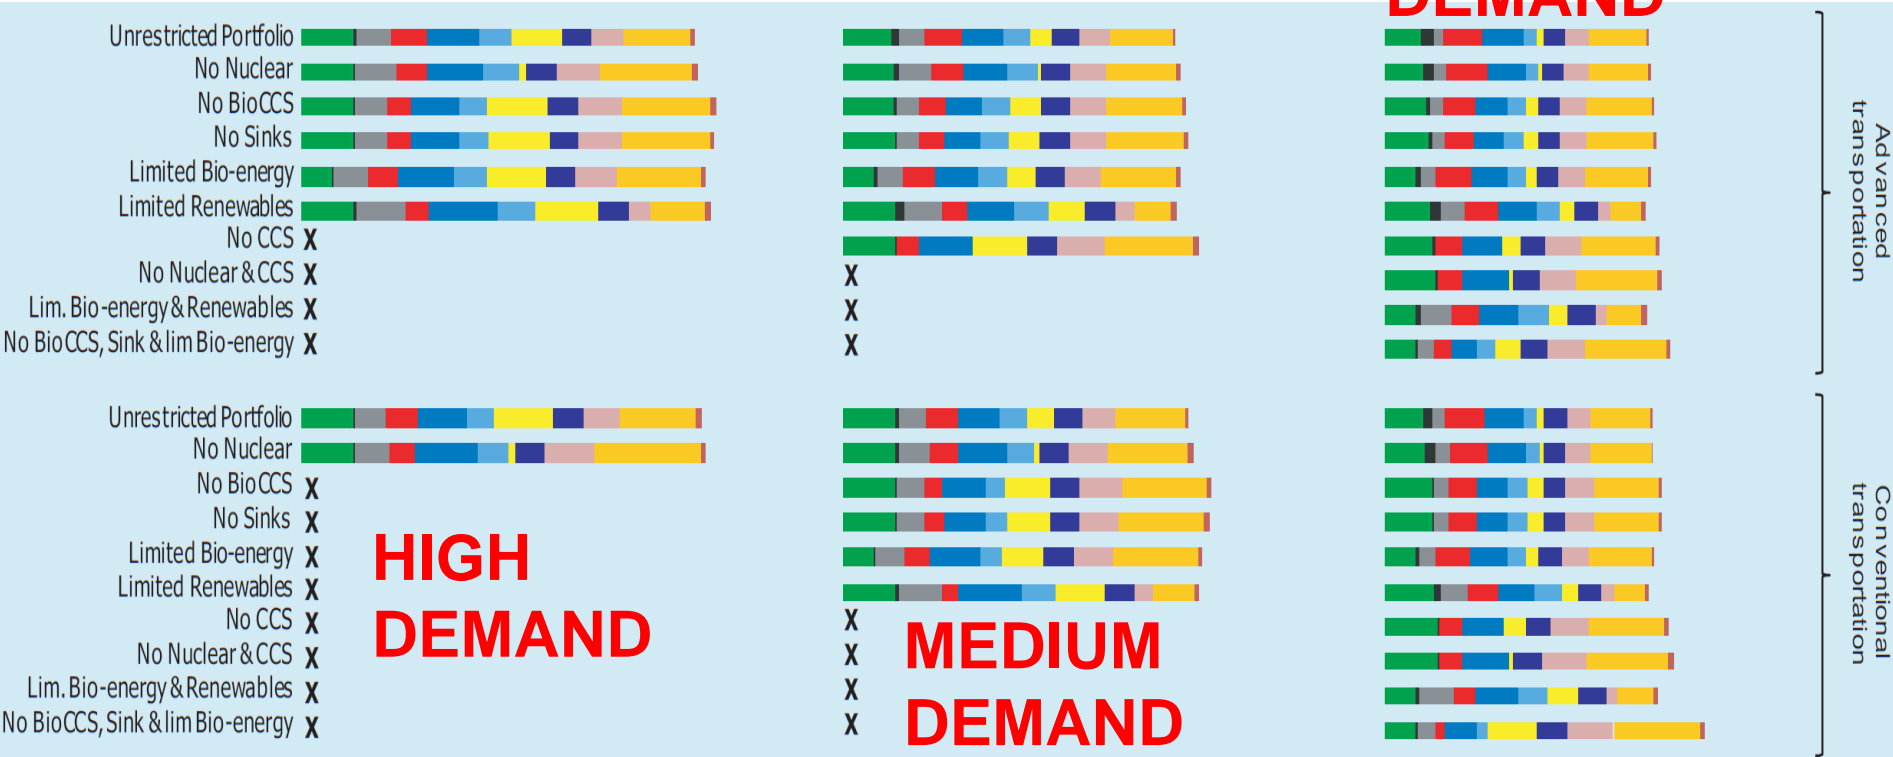 DEMAND
Unrestricted Portfolio
No Nuclear
No BioCCS
No Sinks
Limited Bio-energy
Limited Renewables
No CCS X
No Nuclear & CCS X X
Lim. Bio-energy & Renewables X X
No BioCCS, Sink & lim Bio-energy X X
Advanced
transportation
Unrestricted Portfolio
No Nuclear
No BioCCS X
No Sinks X
Limited Bio-energy X
Limited Renewables X
No CCS X X
No Nuclear & CCS X X
Lim. Bio-energy & Renewables X X
No BioCCS, Sink & lim Bio-energy X X
HIGH
DEMAND
MEDIUM
DEMAND
Conventional
transportation